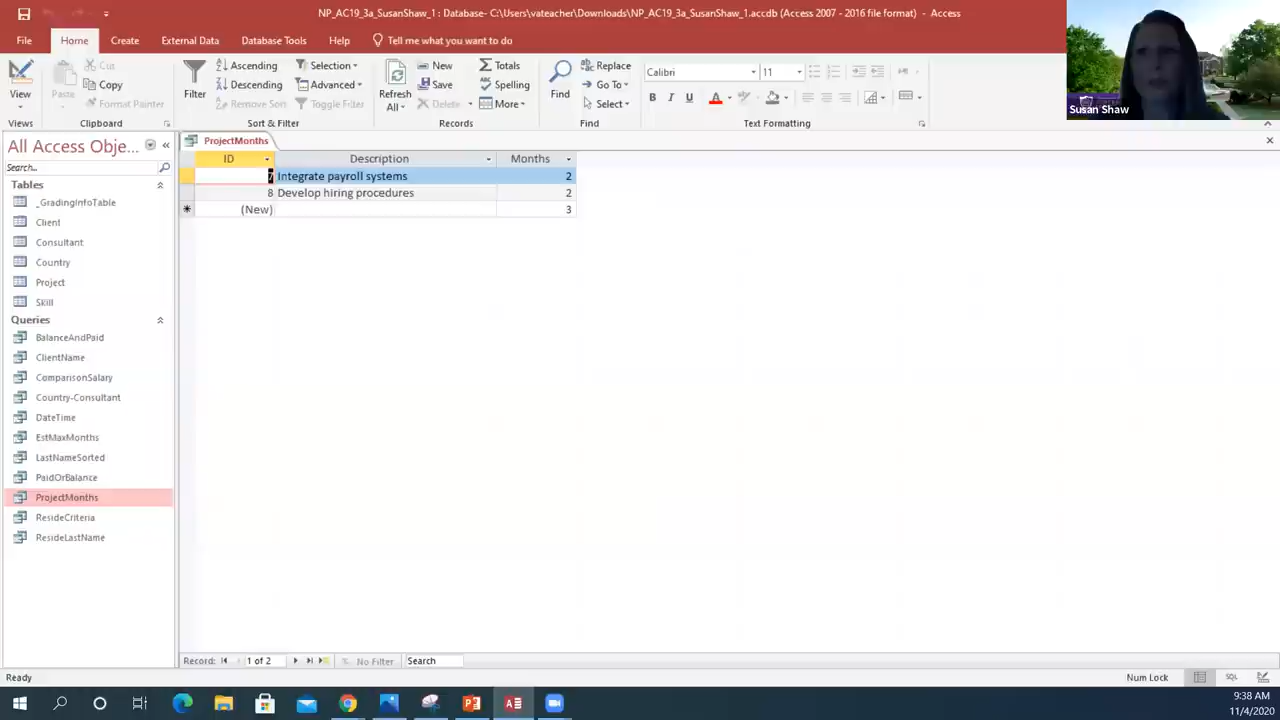 NP_AC19_3a_SusanShaw_1 : Database- C:\Users\vateacher\Downloads\NP_AC19_3a_SusanShaw_1.accdb (Access 2007 - 2016 file format) - Access
File Home Create External Data Database Tools Help Tell me what you want to do
View
Views
Paste
Cut
Copy
Format Painter
Clipboard
Filter
Ascending
Descending
Remove Sort
Selection
Advanced
Toggle Filter
Sort & Filter
Refresh
All
New
Save
Delete
Totals
Spelling
More
Records
Find
Replace
Go To
Select
Find
Calibri 11
B I U A
Text Formatting
Susan Shaw
All Access Obje...
Search...
Tables
_GradingInfoTable
Client
Consultant
Country
Project
Skill
Queries
BalanceAndPaid
ClientName
ComparisonSalary
Country-Consultant
DateTime
EstMaxMonths
LastNameSorted
PaidOrBalance
ProjectMonths
ResideCriteria
ResideLastName
ProjectMonths
ID Description Months
7 Integrate payroll systems 2
8 Develop hiring procedures 2
(New) 3
Record: 1 of 2 No Filter Search
Ready Num Lock SQL
9:38 AM
11/4/2020